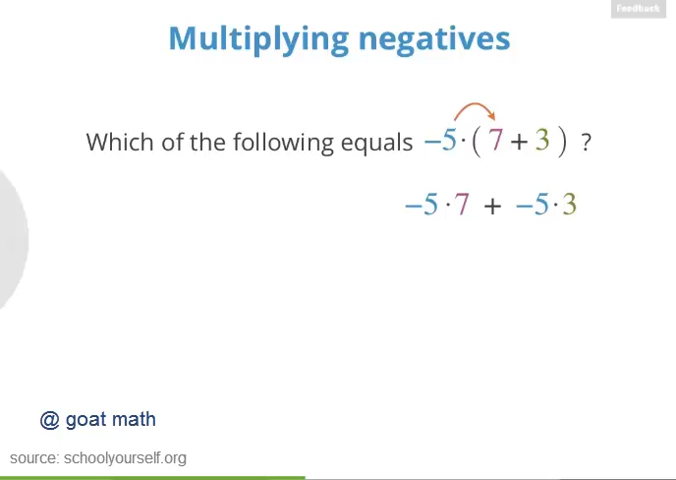 Feedback
Multiplying negatives
Which of the following equals −5·(7+3) ?
−5·7 + −5·3
@ goat math
source: schoolyourself.org